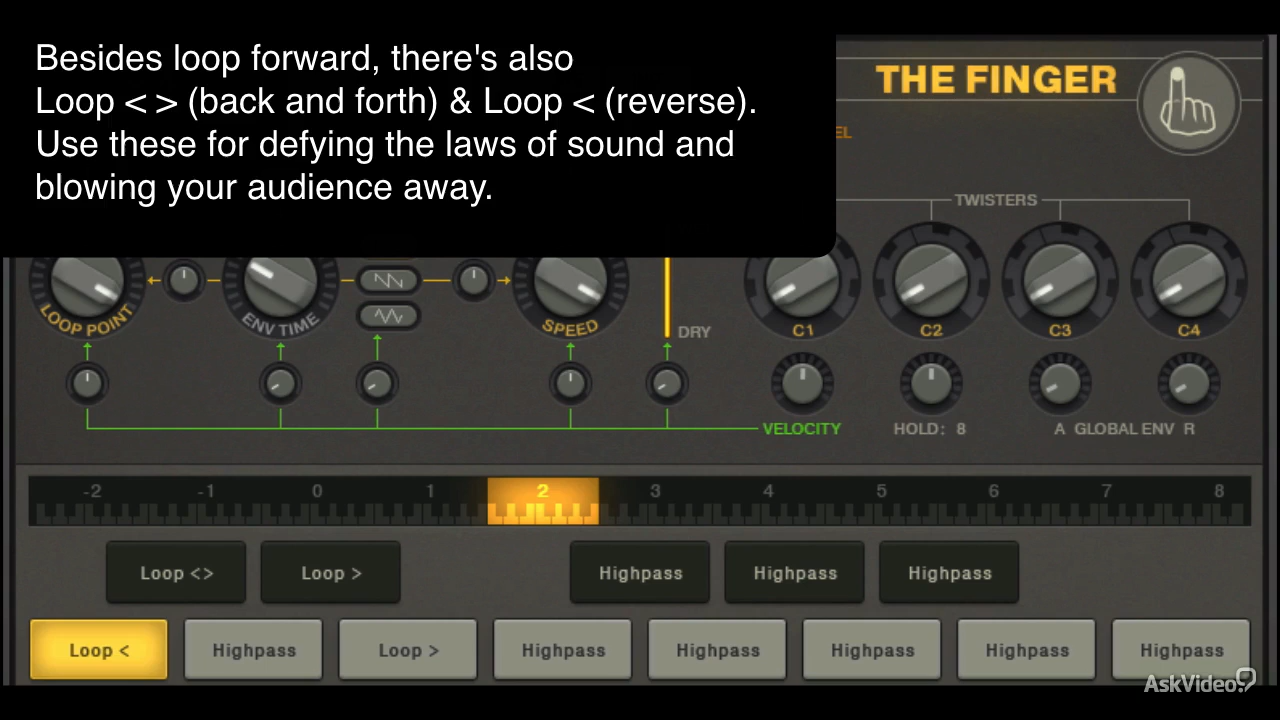 Besides loop forward, there's also
Loop < > (back and forth) & Loop < (reverse).
Use these for defying the laws of sound and
blowing your audience away.
THE FINGER
EL
TWISTERS
LOOP POINT
ENV TIME
SPEED
DRY
C1
C2
C3
C4
VELOCITY
HOLD: 8
A GLOBAL ENV R
-2 -1 0 1 2 3 4 5 6 7 8
Loop <> Loop > Highpass Highpass Highpass
Loop < Highpass Loop > Highpass Highpass Highpass Highpass Highpass
AskVideo